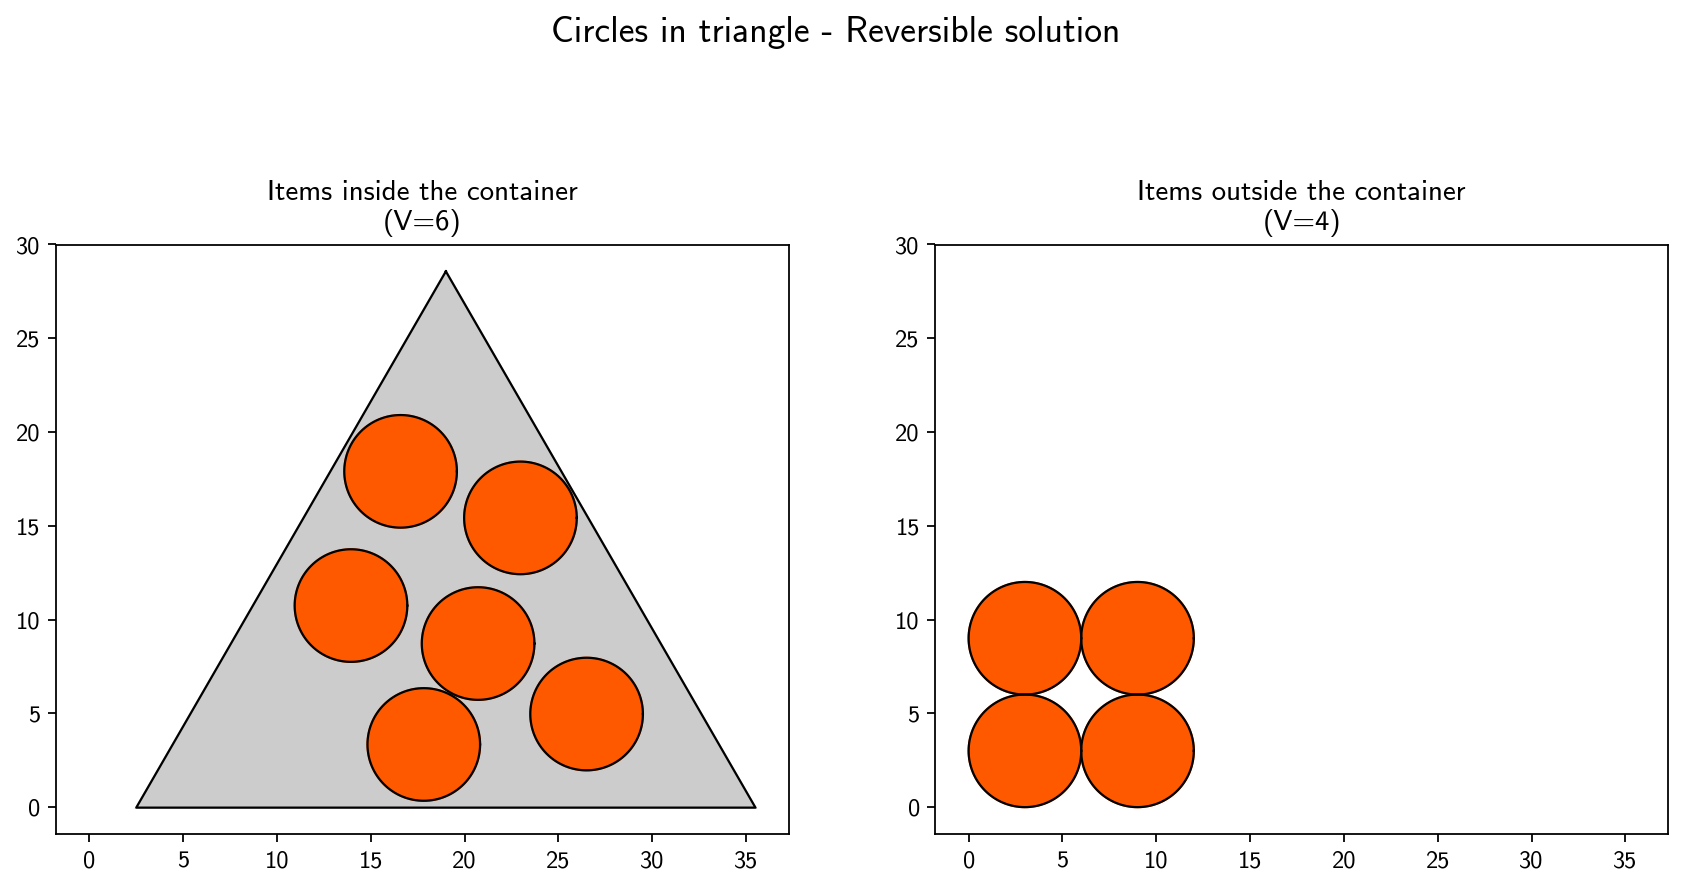 Circles in triangle - Reversible solution
Items inside the container
(V=6)
30
25
20
15
10
5
0
0 5 10 15 20 25 30 35
Items outside the container
(V=4)
30
25
20
15
10
5
0
0 5 10 15 20 25 30 35